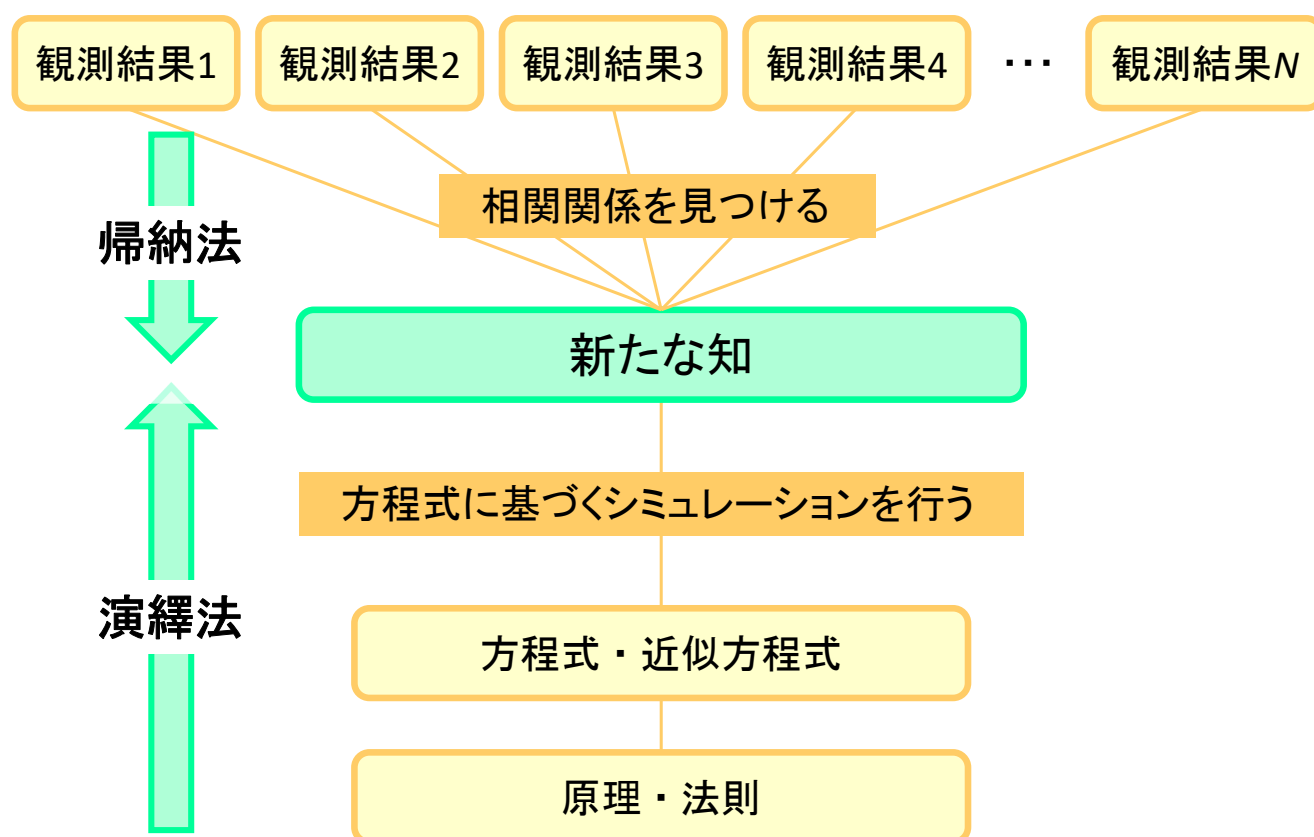 観測結果1
観測結果2
観測結果3
観測結果4
･･･
観測結果N
相関関係を見つける
帰納法
新たな知
方程式に基づくシミュレーションを行う
演繹法
方程式・近似方程式
原理・法則